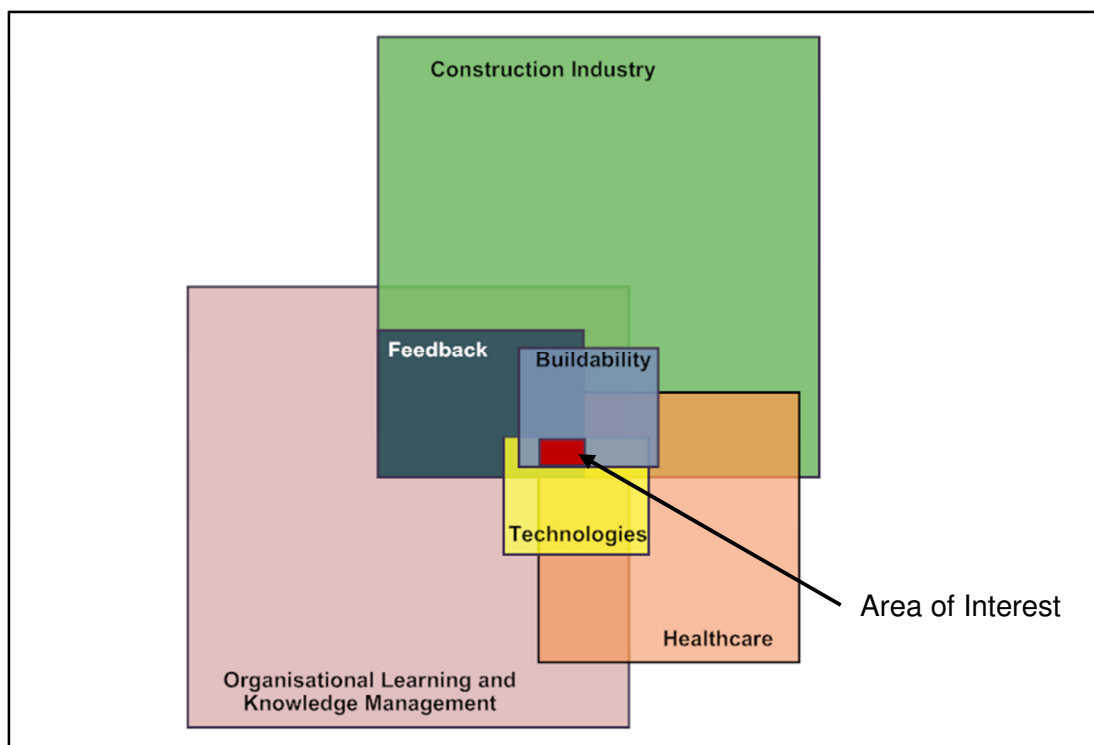 Construction Industry
Feedback
Buildability
Technologies
Area of Interest
Healthcare
Organisational Learning and
Knowledge Management